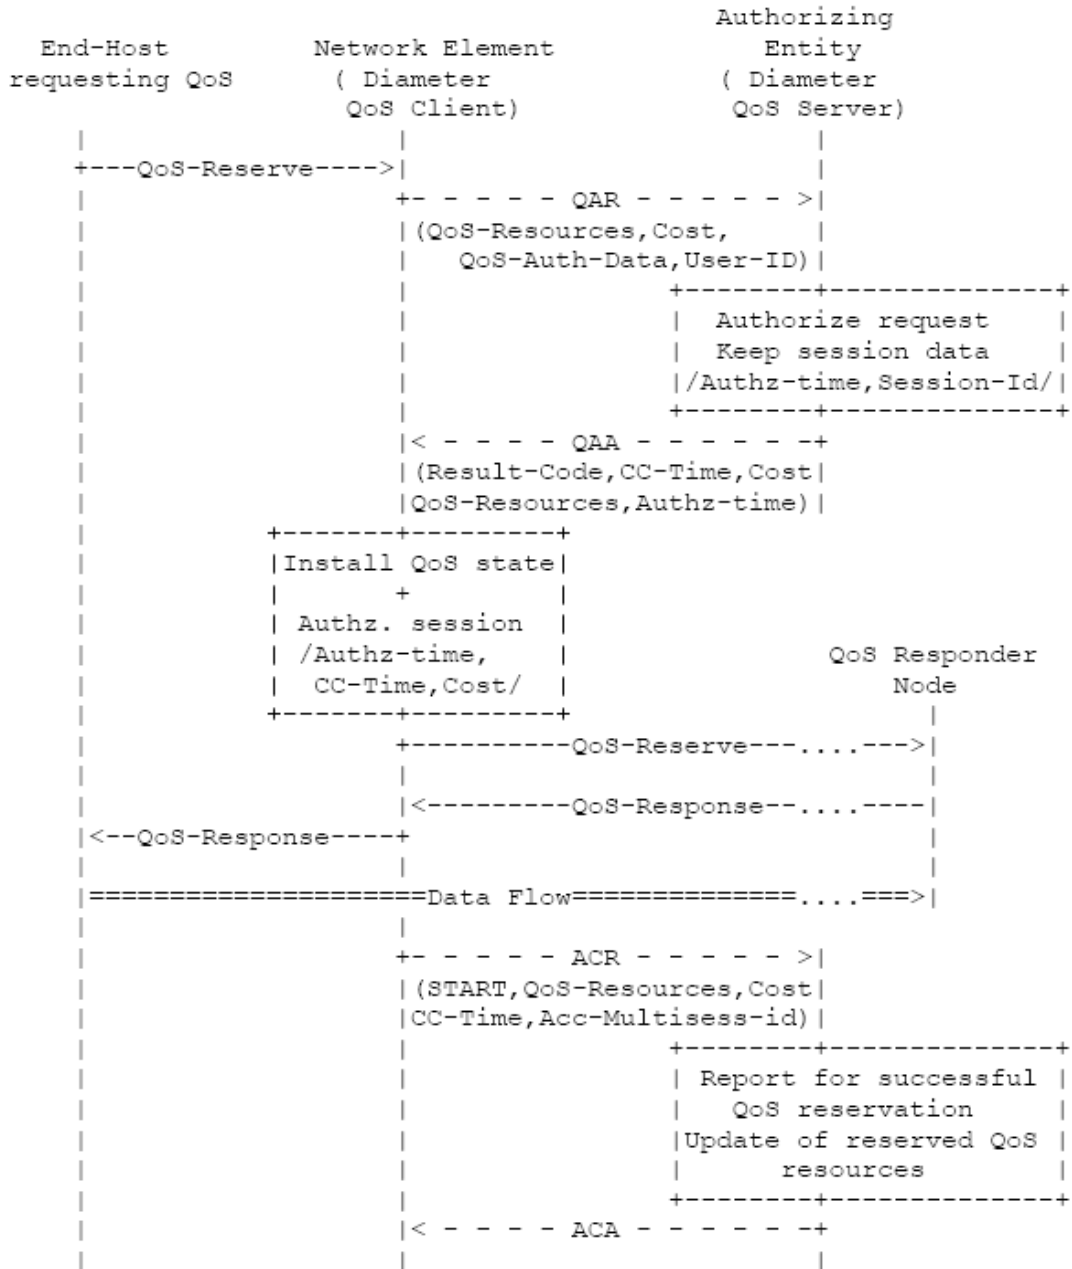 Authorizing
End-Host Network Element Entity
requesting QoS ( Diameter ( Diameter
QoS Client) QoS Server)
| | |
+---QoS-Reserve---->| |
| +- - - - - QAR - - - - - >|
| |(QoS-Resources,Cost, |
| | QoS-Auth-Data,User-ID)|
| | +--------+--------------+
| | | Authorize request |
| | | Keep session data |
| | |/Authz-time,Session-Id/|
| | +--------+--------------+
| |< - - - - QAA - - - - - -+
| |(Result-Code,CC-Time,Cost|
| |QoS-Resources,Authz-time)|
| +-------+---------+
| |Install QoS state|
| | + |
| | Authz. session |
| | /Authz-time, | QoS Responder
| | CC-Time,Cost/ | Node
| +-------+---------+ |
| +----------QoS-Reserve---....--->|
| | |
| |<---------QoS-Response--....----|
|<--QoS-Response----+ |
| | |
|=====================Data Flow==============....===>|
| |
| +- - - - - ACR - - - - - >|
| |(START,QoS-Resources,Cost|
| |CC-Time,Acc-Multisess-id)|
| | +--------+--------------+
| | | Report for successful |
| | | QoS reservation |
| | |Update of reserved QoS |
| | | resources |
| | +--------+--------------+
| |< - - - - ACA - - - - - -+
| | |